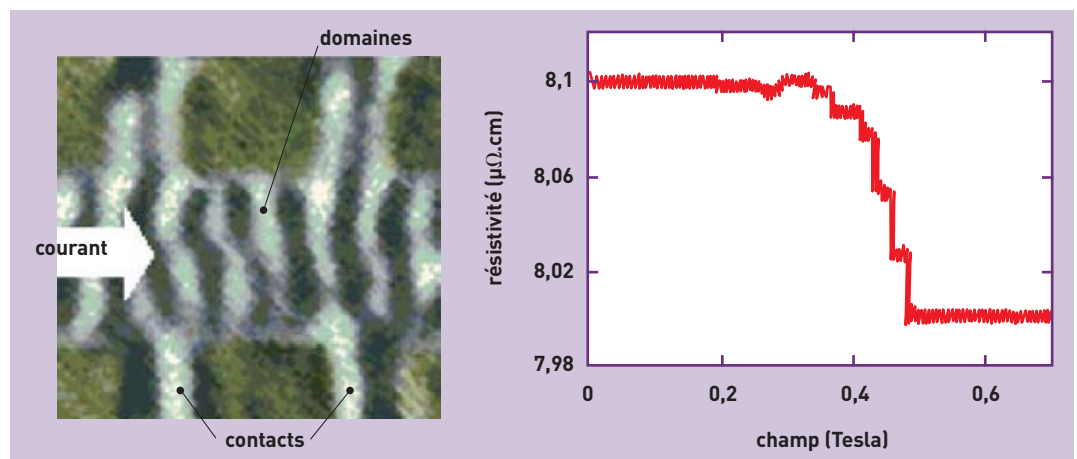 domaines
courant
contacts
résistivité (µΩ.cm)
8,1
8,06
8,02
7,98
0
0,2
0,4
0,6
champ (Tesla)